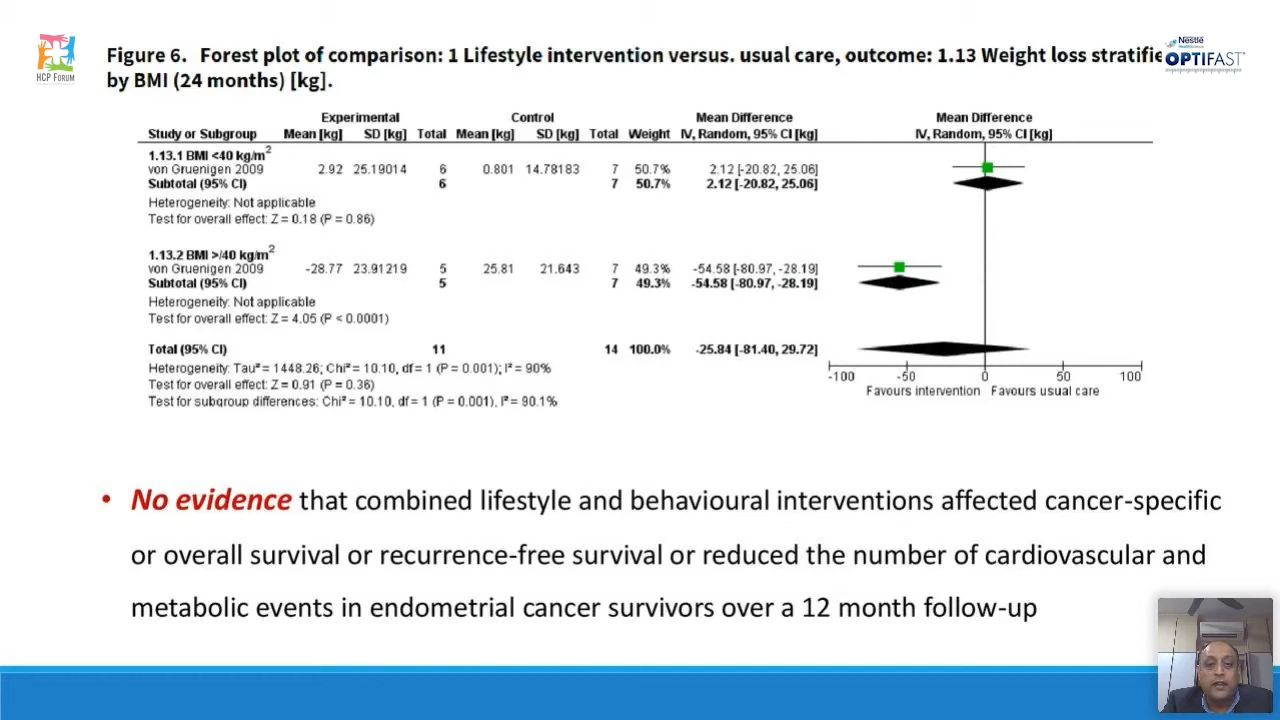 HCP FORUM
Figure 6. Forest plot of comparison: 1 Lifestyle intervention versus. usual care, outcome: 1.13 Weight loss stratifie
by BMI (24 months) [kg].
Nestlé
HealthScience
OPTIFAST
Experimental Control Mean Difference Mean Difference
Study or Subgroup Mean [kg] SD [kg] Total Mean [kg] SD [kg] Total Weight IV, Random, 95% CI [kg] IV, Random, 95% CI [kg]
1.13.1 BMI <40 kg/m²
von Gruenigen 2009 2.92 25.19014 6 0.801 14.78183 7 50.7% 2.12 [-20.82, 25.06]
Subtotal (95% CI) 6 7 50.7% 2.12 [-20.82, 25.06]
Heterogeneity: Not applicable
Test for overall effect: Z = 0.18 (P = 0.86)
1.13.2 BMI >/40 kg/m²
von Gruenigen 2009 -28.77 23.91219 5 25.81 21.643 7 49.3% -54.58 [-80.97, -28.19]
Subtotal (95% CI) 5 7 49.3% -54.58 [-80.97, -28.19]
Heterogeneity: Not applicable
Test for overall effect: Z = 4.05 (P < 0.0001)
Total (95% CI) 11 14 100.0% -25.84 [-81.40, 29.72]
Heterogeneity: Tau² = 1448.26; Chi² = 10.10, df = 1 (P = 0.001); I² = 90%
Test for overall effect: Z = 0.91 (P = 0.36)
Test for subgroup differences: Chi² = 10.10, df = 1 (P = 0.001), I² = 90.1%
-100 -50 0 50 100
Favours intervention Favours usual care
• No evidence that combined lifestyle and behavioural interventions affected cancer-specific
or overall survival or recurrence-free survival or reduced the number of cardiovascular and
metabolic events in endometrial cancer survivors over a 12 month follow-up